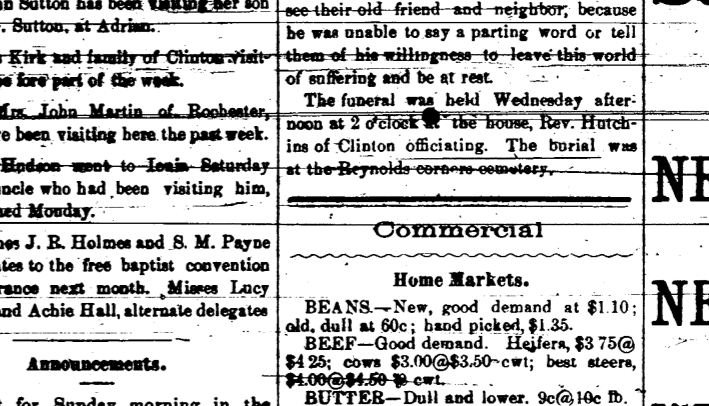 n Sutton has been visiting her son
. Sutton, at Adrian.
Kirk and family of Clinton visit-
e fore part of the week.
Mrs. John Martin of Rochester,
e been visiting here the past week.
Hudson went to Ionia Saturday
ncle who had been visiting him,
ned Monday.
es J. R. Holmes and S. M. Payne
tes to the free baptist convention
rance next month. Misses Lucy
nd Achie Hall, alternate delegates
Announcements.
t for Sunday morning in the
see their old friend and neighbor, because
he was unable to say a parting word or tell
them of his willingness to leave this world
of suffering and be at rest.
The funeral was held Wednesday after-
noon at 2 o'clock at the house, Rev. Hutch-
ins of Clinton officiating. The burial was
at the Reynolds corners cemetery.
Commercial
Home Markets.
BEANS.—New, good demand at $1.10;
old, dull at 60c; hand picked, $1.35.
BEEF—Good demand. Heifers, $3 75@
$4 25; cows $3.00@$3.50 cwt; best steers,
$4.00@$4.50 ⅌ cwt.
BUTTER—Dull and lower. 9c@10c lb.
NE
NE